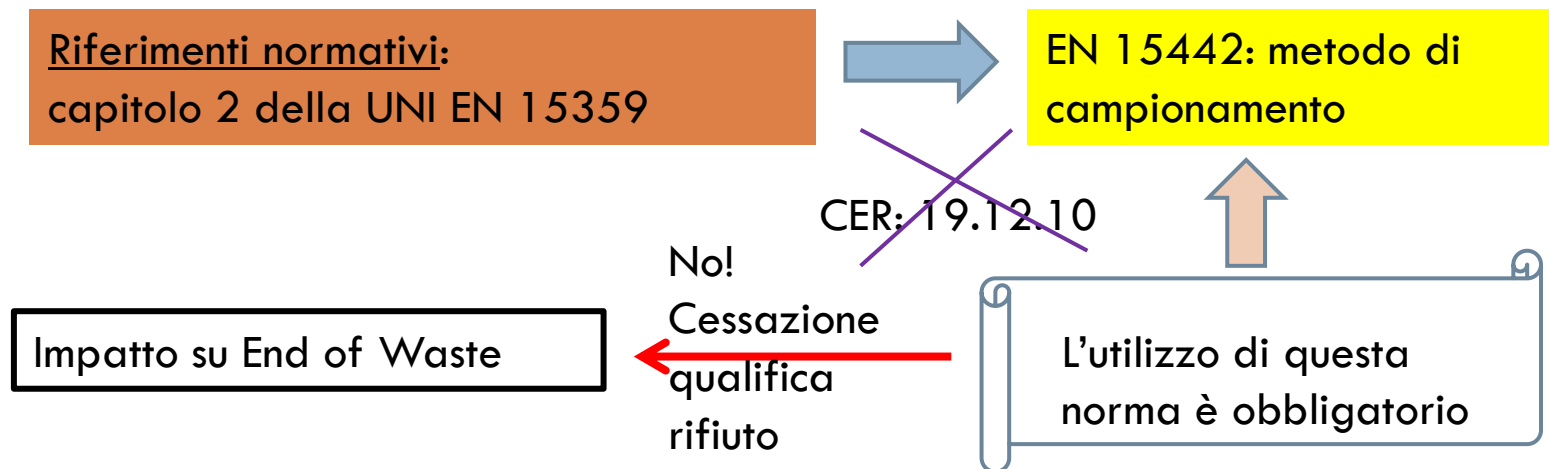 Riferimenti normativi:
capitolo 2 della UNI EN 15359
EN 15442: metodo di
campionamento
CER: 19.12.10
No!
Cessazione
qualifica
rifiuto
Impatto su End of Waste
L'utilizzo di questa
norma è obbligatorio